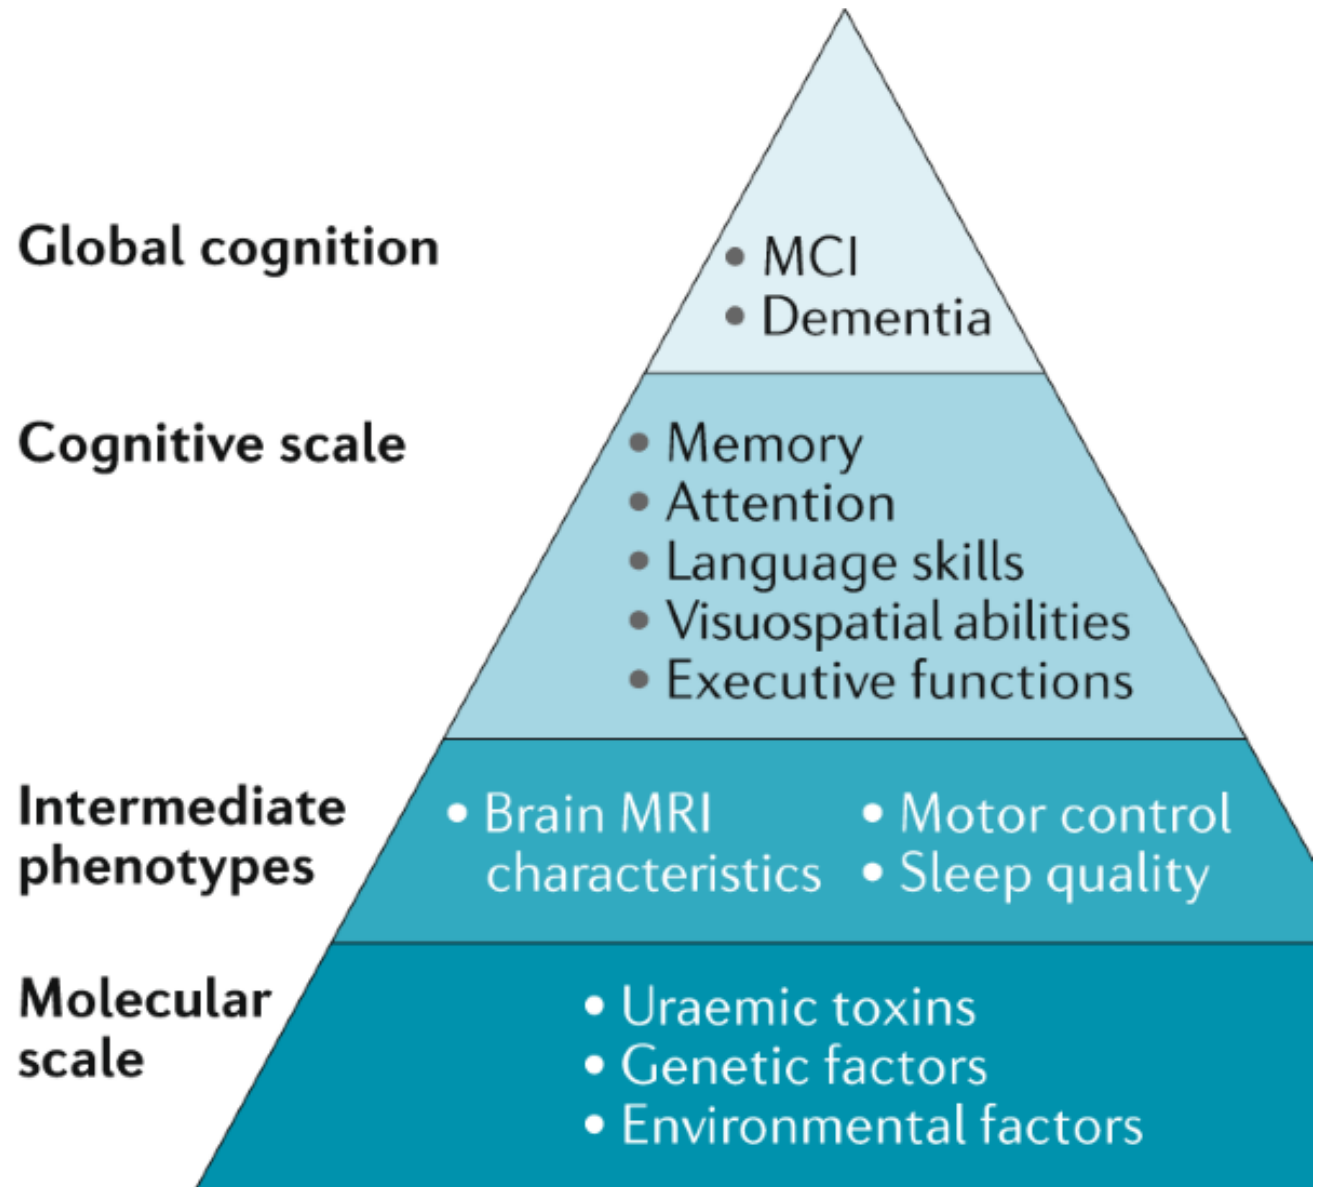 Global cognition
• MCI
• Dementia
Cognitive scale
• Memory
• Attention
• Language skills
• Visuospatial abilities
• Executive functions
Intermediate
phenotypes
• Brain MRI
characteristics
• Motor control
• Sleep quality
Molecular
scale
• Uraemic toxins
• Genetic factors
• Environmental factors